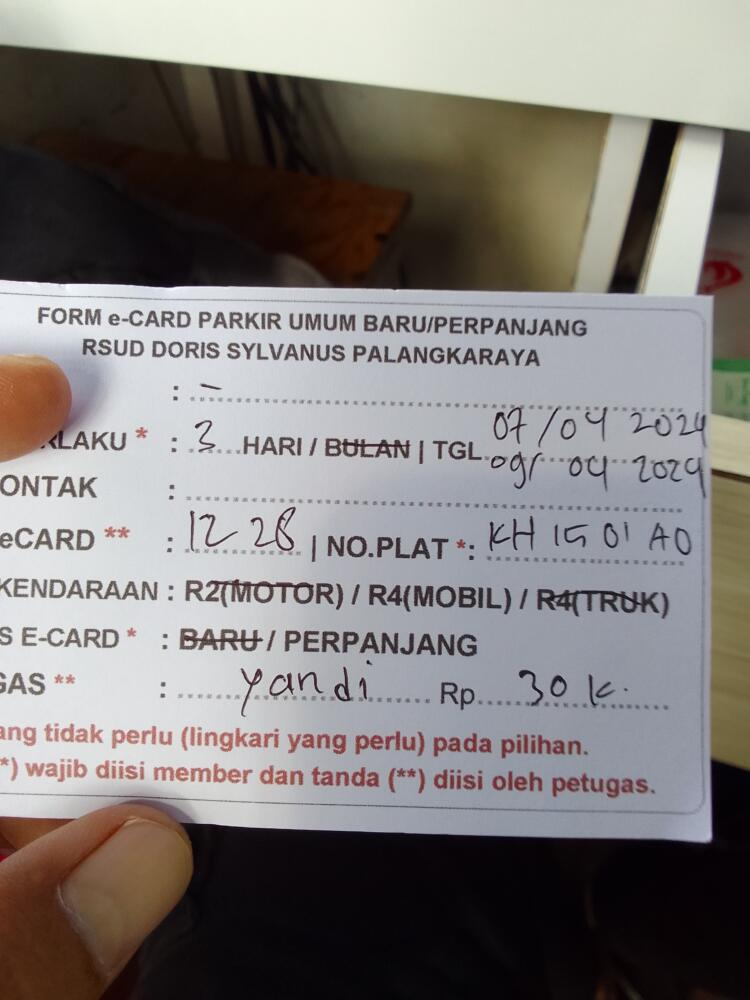 FORM e-CARD PARKIR UMUM BARU/PERPANJANG
RSUD DORIS SYLVANUS PALANGKARAYA
: -
RLAKU * : 3 HARI / BULAN | TGL 07/04 2024
09/ 04 2024
ONTAK :
eCARD ** : 1228 | NO.PLAT *: KH 1501 AO
KENDARAAN : R2(MOTOR) / R4(MOBIL) / R4(TRUK)
S E-CARD * : BARU / PERPANJANG
GAS ** : Yandi Rp 30 k.
ang tidak perlu (lingkari yang perlu) pada pilihan.
*) wajib diisi member dan tanda (**) diisi oleh petugas.